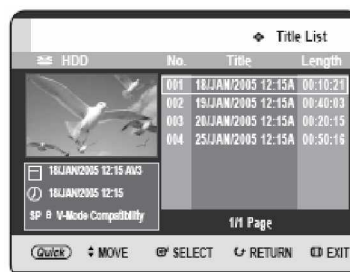 Title List
HDD No. Title Length
001 18/JAN/2005 12:15A 00:10:21
002 19/JAN/2005 12:15A 00:40:03
003 20/JAN/2005 12:15A 00:20:15
004 25/JAN/2005 12:15A 00:50:16
18/JAN/2005 12:15 AV3
18/JAN/2005 12:15
SP V-Mode Compatibility
1/1 Page
Quick MOVE SELECT RETURN EXIT